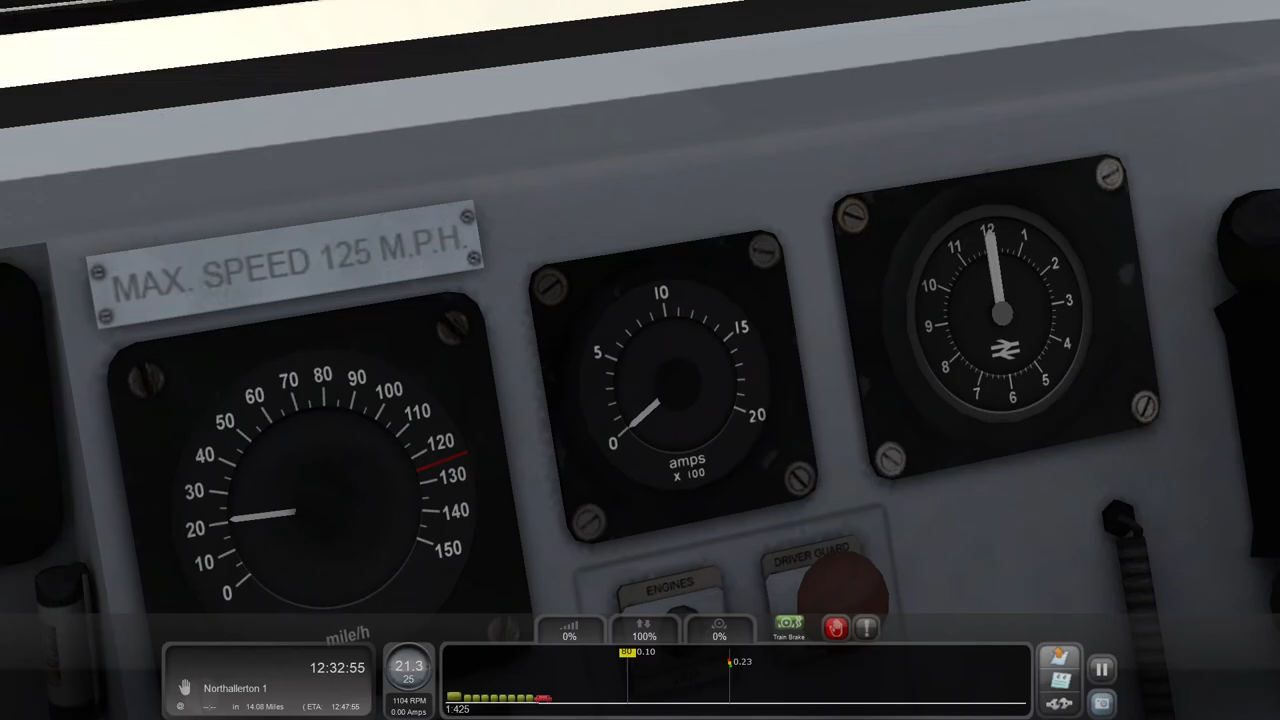 MAX. SPEED 125 M.P.H.
0 10 20 30 40 50 60 70 80 90 100 110 120 130 140 150
mile/h
0 5 10 15 20
amps
X 100
12 1 2 3 4 5 6 7 8 9 10 11
ENGINES
DRIVER GUARD
0%
100%
0%
Train Brake
12:32:55
Northallerton 1
--:-- in 14.08 Miles ( ETA: 12:47:55
21.3
25
1104 RPM
0.00 Amps
80 0.10
0.23
1:425